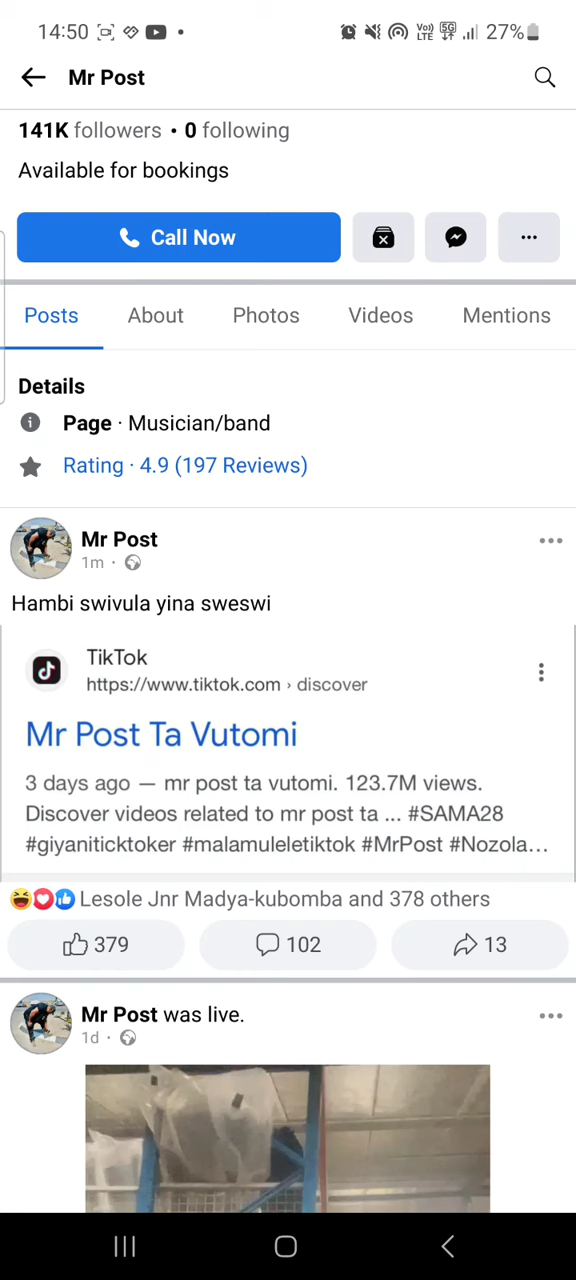 14:50 Vo)) LTE 5G 27%
Mr Post
141K followers • 0 following
Available for bookings
Call Now
Posts About Photos Videos Mentions
Details
Page · Musician/band
Rating · 4.9 (197 Reviews)
Mr Post
1m ·
Hambi swivula yina sweswi
TikTok
https://www.tiktok.com › discover
Mr Post Ta Vutomi
3 days ago — mr post ta vutomi. 123.7M views.
Discover videos related to mr post ta ... #SAMA28
#giyaniticktoker #malamuleletiktok #MrPost #Nozola...
Lesole Jnr Madya-kubomba and 378 others
379 102 13
Mr Post was live.
1d ·